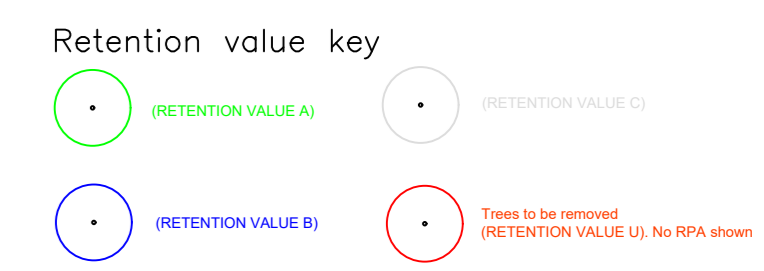 Retention value key
(RETENTION VALUE A)
(RETENTION VALUE C)
(RETENTION VALUE B)
Trees to be removed
(RETENTION VALUE U). No RPA shown